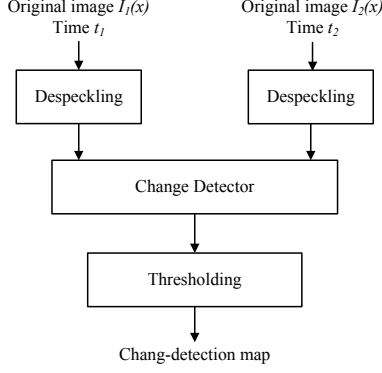 Original image I₁(x)
Time t₁
Original image I₂(x)
Time t₂
Despeckling
Despeckling
Change Detector
Thresholding
Chang-detection map